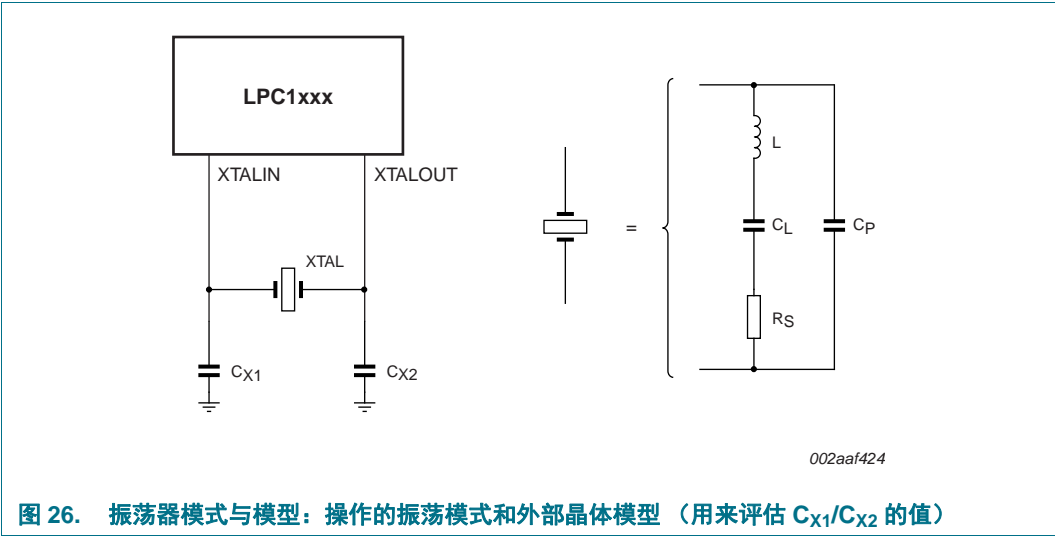 LPC1xxx
XTALIN
XTALOUT
XTAL
CX1
CX2
=
L
CL
CP
RS
002aaf424
图 26. 振荡器模式与模型：操作的振荡模式和外部晶体模型 （用来评估 CX1/CX2 的值）